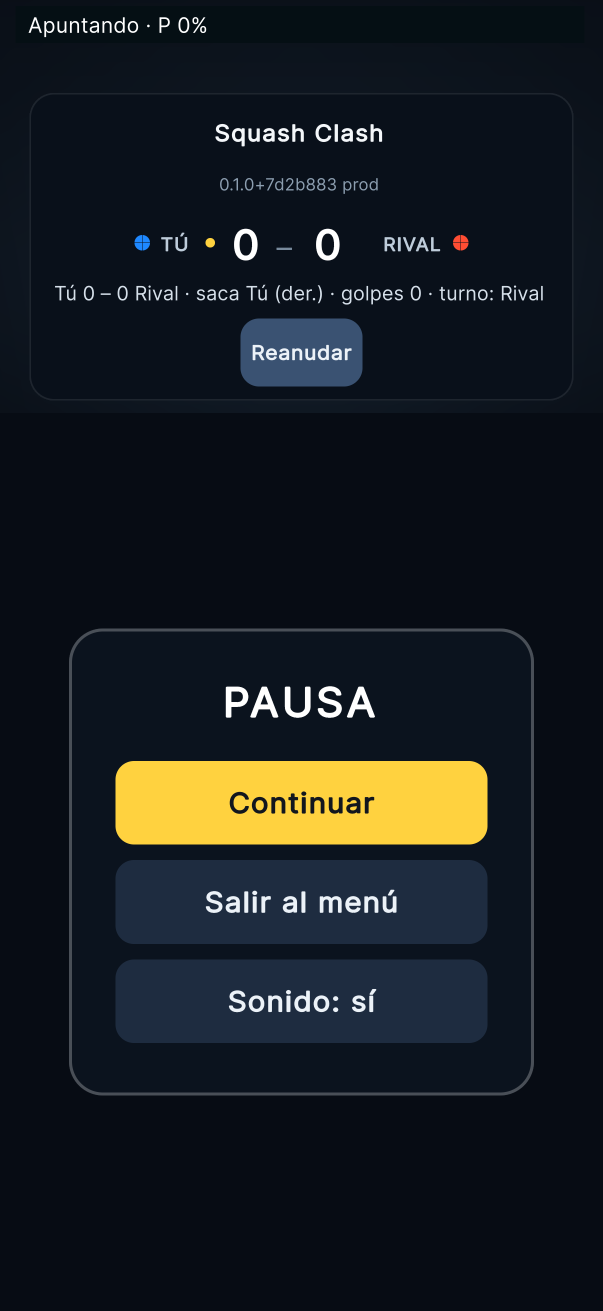 Apuntando · P 0%
Squash Clash
0.1.0+7d2b883 prod
TÚ 0 – 0 RIVAL
Tú 0 – 0 Rival · saca Tú (der.) · golpes 0 · turno: Rival
Reanudar
PAUSA
Continuar
Salir al menú
Sonido: sí